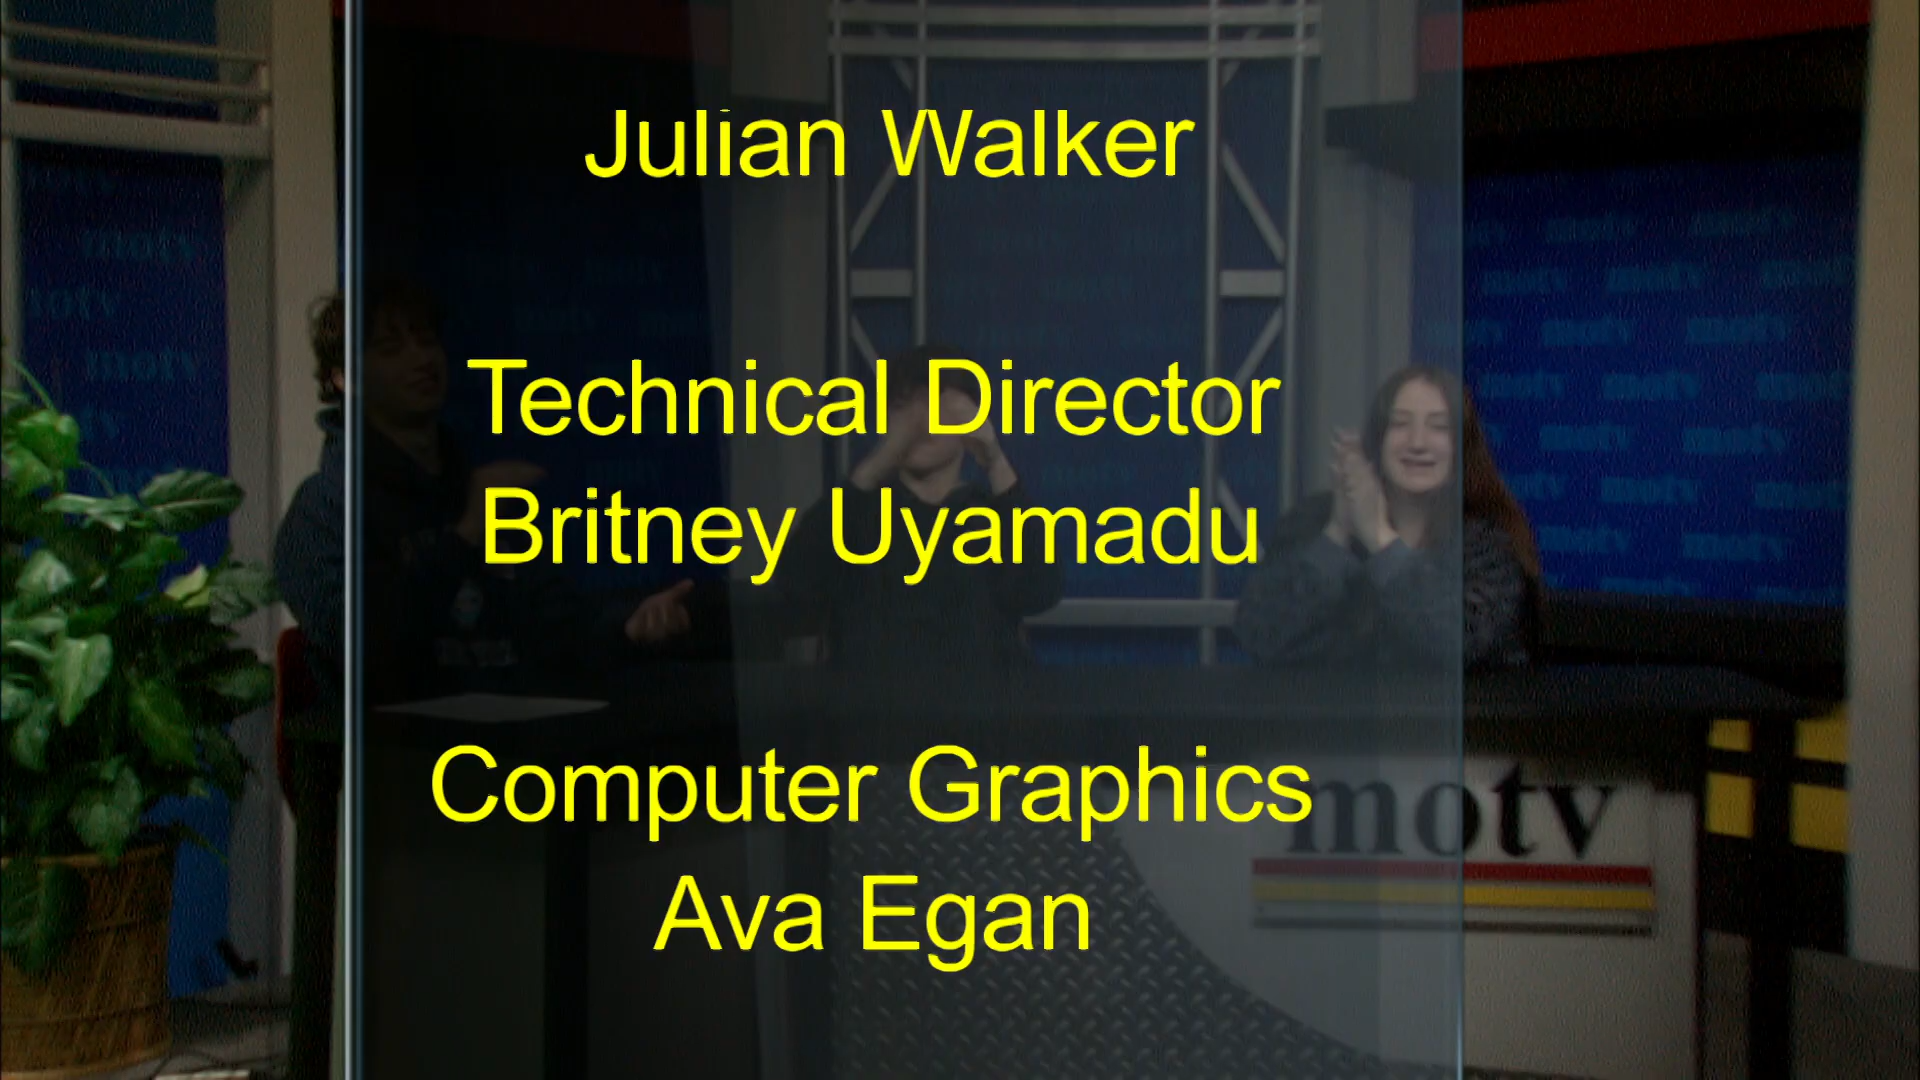 Julian Walker
Technical Director
Britney Uyamadu
Computer Graphics
motv
Ava Egan